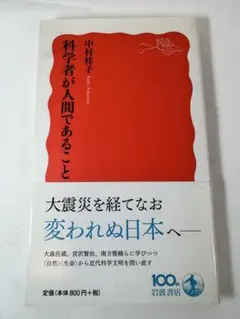 中村桂子
科学者が人間であること
大震災を経てなお
変われぬ日本へ──
大森荘蔵、宮沢賢治、南方熊楠らに学びつつ
〈自然〉〈生命〉から近代科学文明を問い直す
定価(本体800円+税)
100年
岩波書店